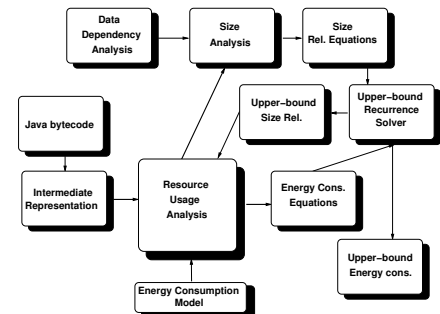 Data
Dependency
Analysis
Size
Analysis
Size
Rel. Equations
Java bytecode
Upper−bound
Size Rel.
Upper−bound
Recurrence
Solver
Intermediate
Representation
Resource
Usage
Analysis
Energy Cons.
Equations
Upper−bound
Energy cons.
Energy Consumption
Model